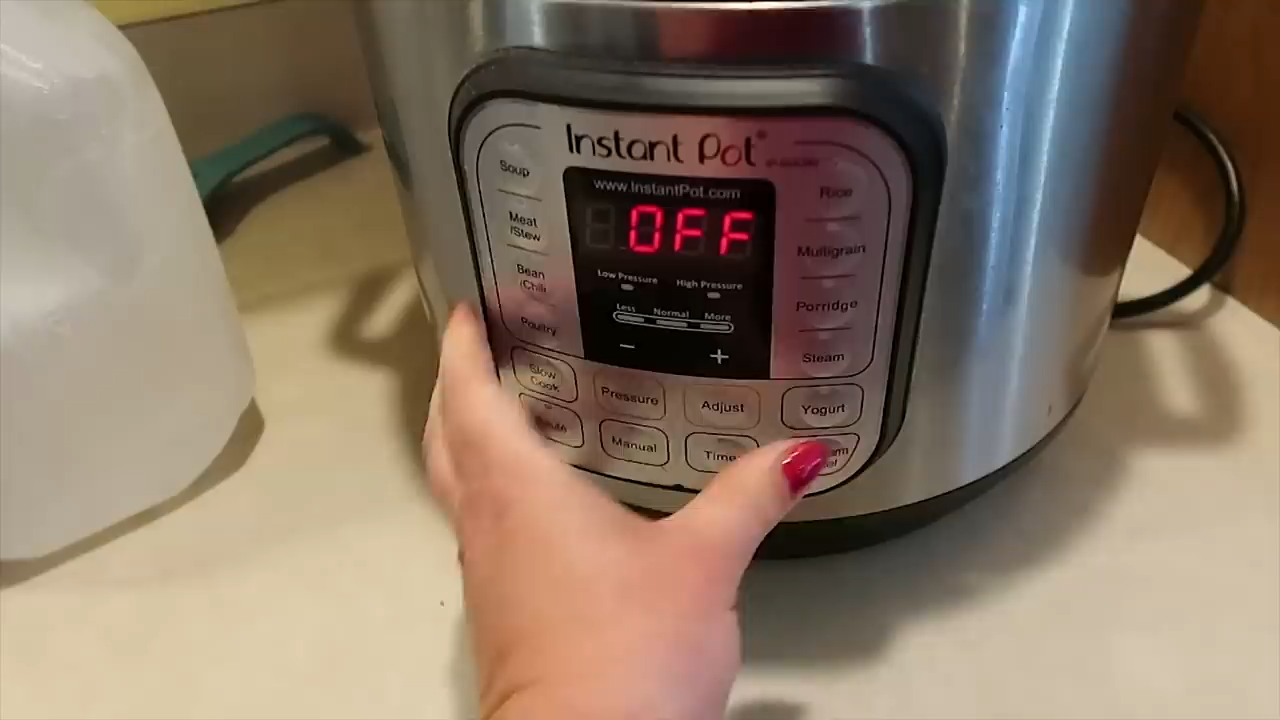 Instant Pot®
www.InstantPot.com
OFF
Low Pressure High Pressure
Less Normal More
− +
Soup
Meat
/Stew
Bean
/Chili
Poultry
Rice
Multigrain
Porridge
Steam
Slow
Cook
Pressure
Adjust
Yogurt
Manual